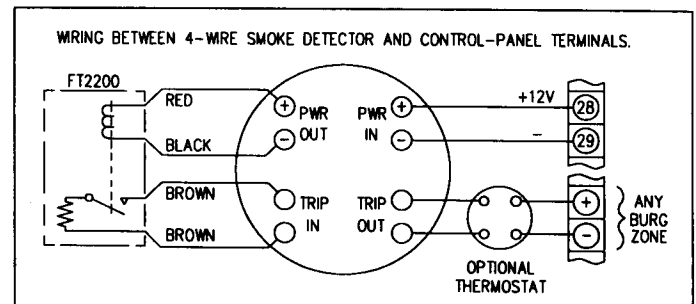 WIRING BETWEEN 4-WIRE SMOKE DETECTOR AND CONTROL-PANEL TERMINALS.
FT2200
RED
BLACK
BROWN
BROWN
+ PWR OUT −
PWR IN + −
TRIP IN
TRIP OUT
+12V 28
− 29
OPTIONAL
THERMOSTAT
+
−
ANY
BURG
ZONE